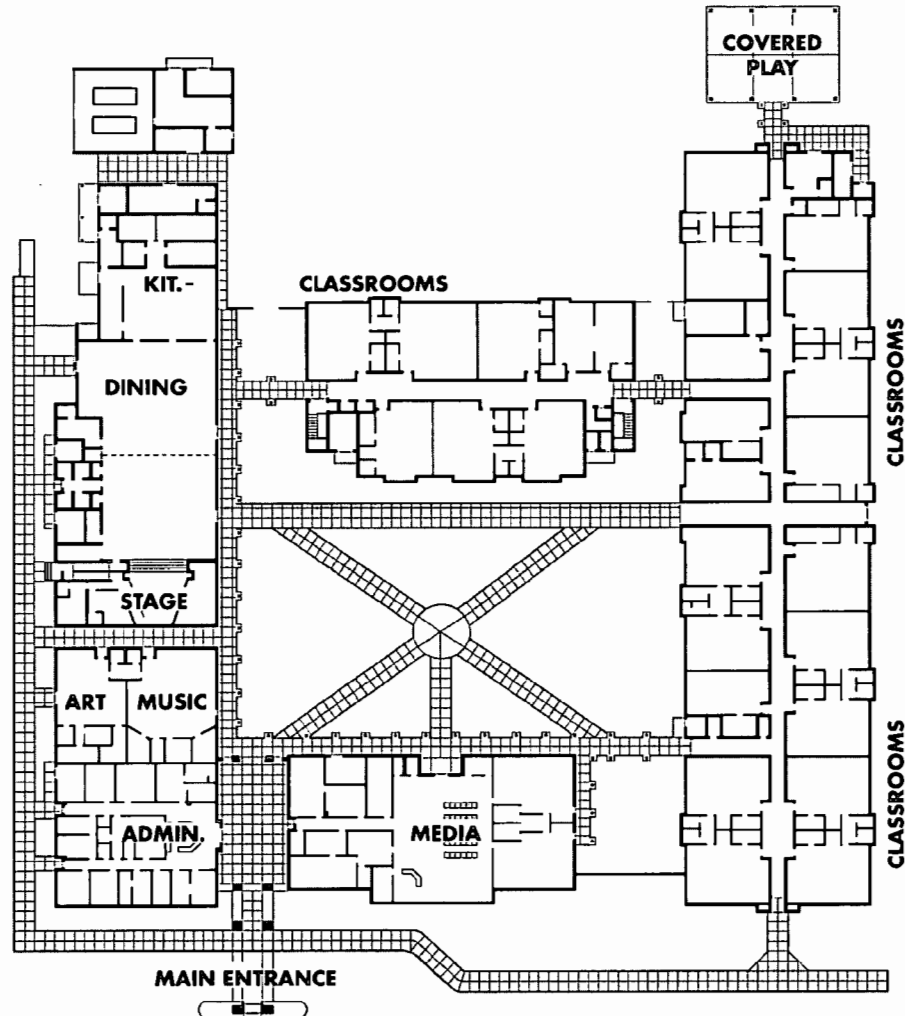 COVERED
PLAY
KIT.-
CLASSROOMS
DINING
CLASSROOMS
STAGE
ART
MUSIC
ADMIN.
MEDIA
CLASSROOMS
MAIN ENTRANCE